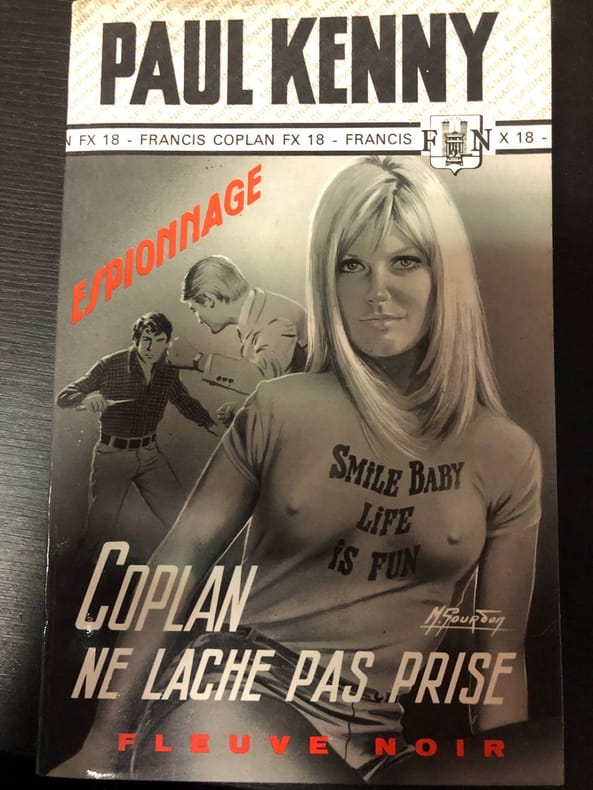 PAUL KENNY
N FX 18 - FRANCIS COPLAN FX 18 - FRANCIS F N X 18 -
ESPIONNAGE
SMiLE BABY
LiFE
iS FUN
COPLAN
M. Gourdon
NE LACHE PAS PRISE
FLEUVE NOIR